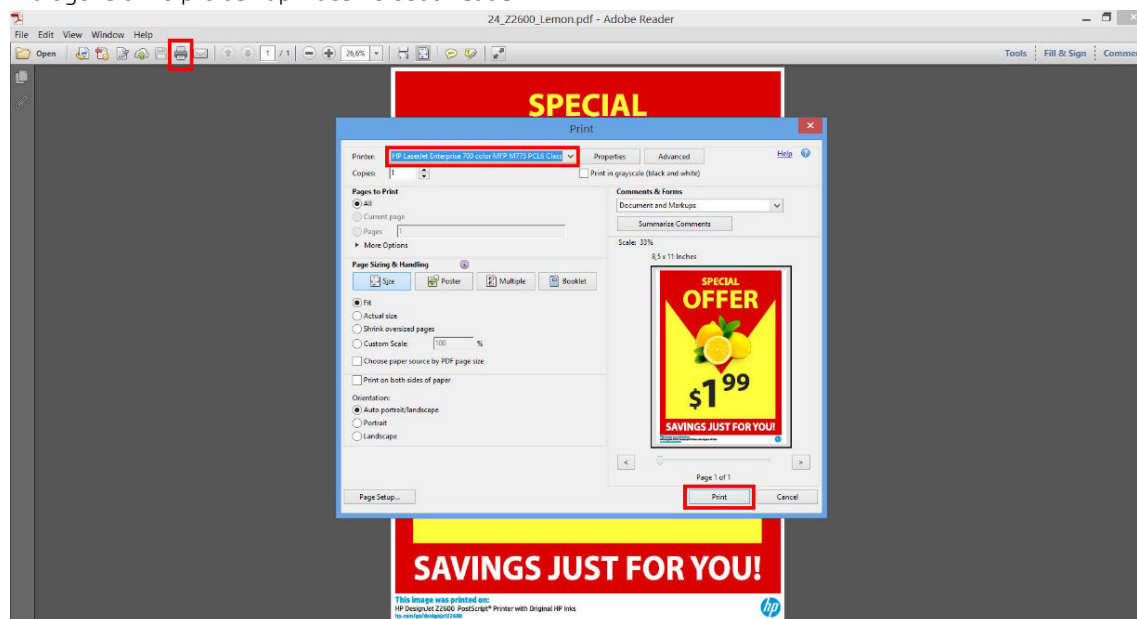 24_Z2600_Lemon.pdf - Adobe Reader
File Edit View Window Help
Open 1 / 1 26,6% Tools Fill & Sign Comme
SPECIAL
Print
Printer: HP LaserJet Enterprise 700 color MFP M775 PCL6 Class Properties Advanced Help
Copies: 1 Print in grayscale (black and white)
Pages to Print
All
Current page
Pages 1
More Options
Comments & Forms
Document and Markups
Summarize Comments
Scale: 33%
8,5 x 11 Inches
Page Sizing & Handling
Size Poster Multiple Booklet
Fit
Actual size
Shrink oversized pages
Custom Scale: 100 %
Choose paper source by PDF page size
Print on both sides of paper
Orientation:
Auto portrait/landscape
Portrait
Landscape
SPECIAL
OFFER
$1 99
SAVINGS JUST FOR YOU!
< >
Page 1 of 1
Page Setup... Print Cancel
SAVINGS JUST FOR YOU!
This image was printed on:
HP DesignJet Z2600 PostScript® Printer with Original HP Inks
hp.com/go/designjetZ2600
hp